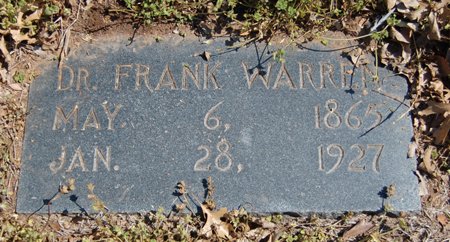 DR. FRANK WARREN
MAY. 6, 1865
JAN. 28, 1927